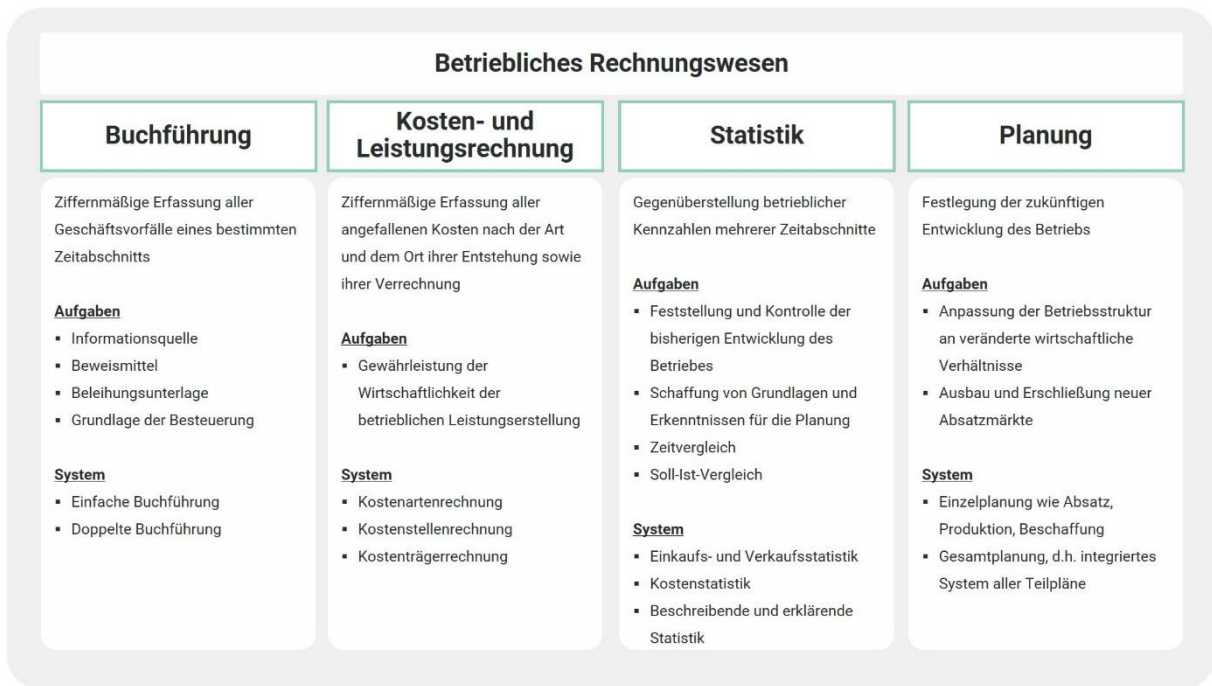 Betriebliches Rechnungswesen
Buchführung
Ziffernmäßige Erfassung aller
Geschäftsvorfälle eines bestimmten
Zeitabschnitts
Aufgaben
▪ Informationsquelle
▪ Beweismittel
▪ Beleihungsunterlage
▪ Grundlage der Besteuerung
System
▪ Einfache Buchführung
▪ Doppelte Buchführung
Kosten- und
Leistungsrechnung
Ziffernmäßige Erfassung aller
angefallenen Kosten nach der Art
und dem Ort ihrer Entstehung sowie
ihrer Verrechnung
Aufgaben
▪ Gewährleistung der
Wirtschaftlichkeit der
betrieblichen Leistungserstellung
System
▪ Kostenartenrechnung
▪ Kostenstellenrechnung
▪ Kostenträgerrechnung
Statistik
Gegenüberstellung betrieblicher
Kennzahlen mehrerer Zeitabschnitte
Aufgaben
▪ Feststellung und Kontrolle der
bisherigen Entwicklung des
Betriebes
▪ Schaffung von Grundlagen und
Erkenntnissen für die Planung
▪ Zeitvergleich
▪ Soll-Ist-Vergleich
System
▪ Einkaufs- und Verkaufsstatistik
▪ Kostenstatistik
▪ Beschreibende und erklärende
Statistik
Planung
Festlegung der zukünftigen
Entwicklung des Betriebs
Aufgaben
▪ Anpassung der Betriebsstruktur
an veränderte wirtschaftliche
Verhältnisse
▪ Ausbau und Erschließung neuer
Absatzmärkte
System
▪ Einzelplanung wie Absatz,
Produktion, Beschaffung
▪ Gesamtplanung, d.h. integriertes
System aller Teilpläne